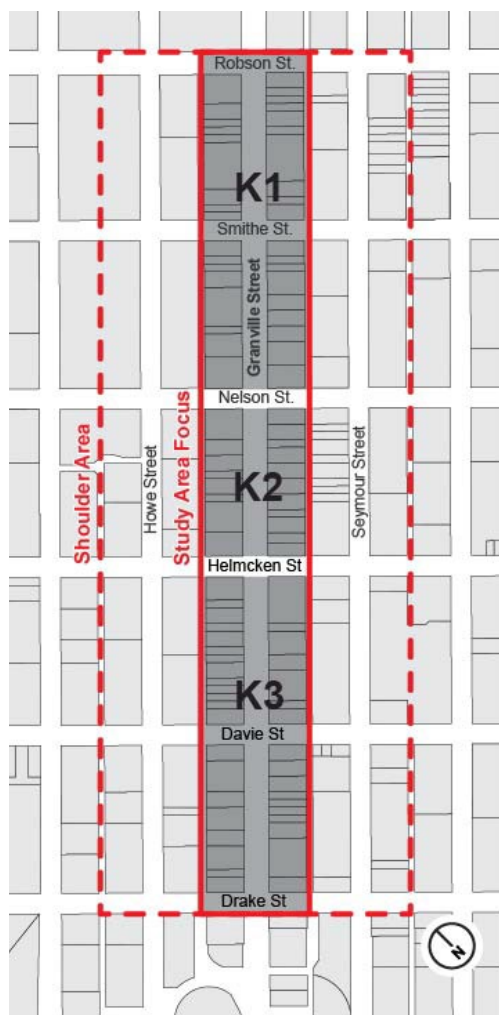 Robson St.
K1
Smithe St.
Granville Street
Nelson St.
Shoulder Area
Howe Street
Study Area Focus
K2
Seymour Street
Helmcken St
K3
Davie St
Drake St
N